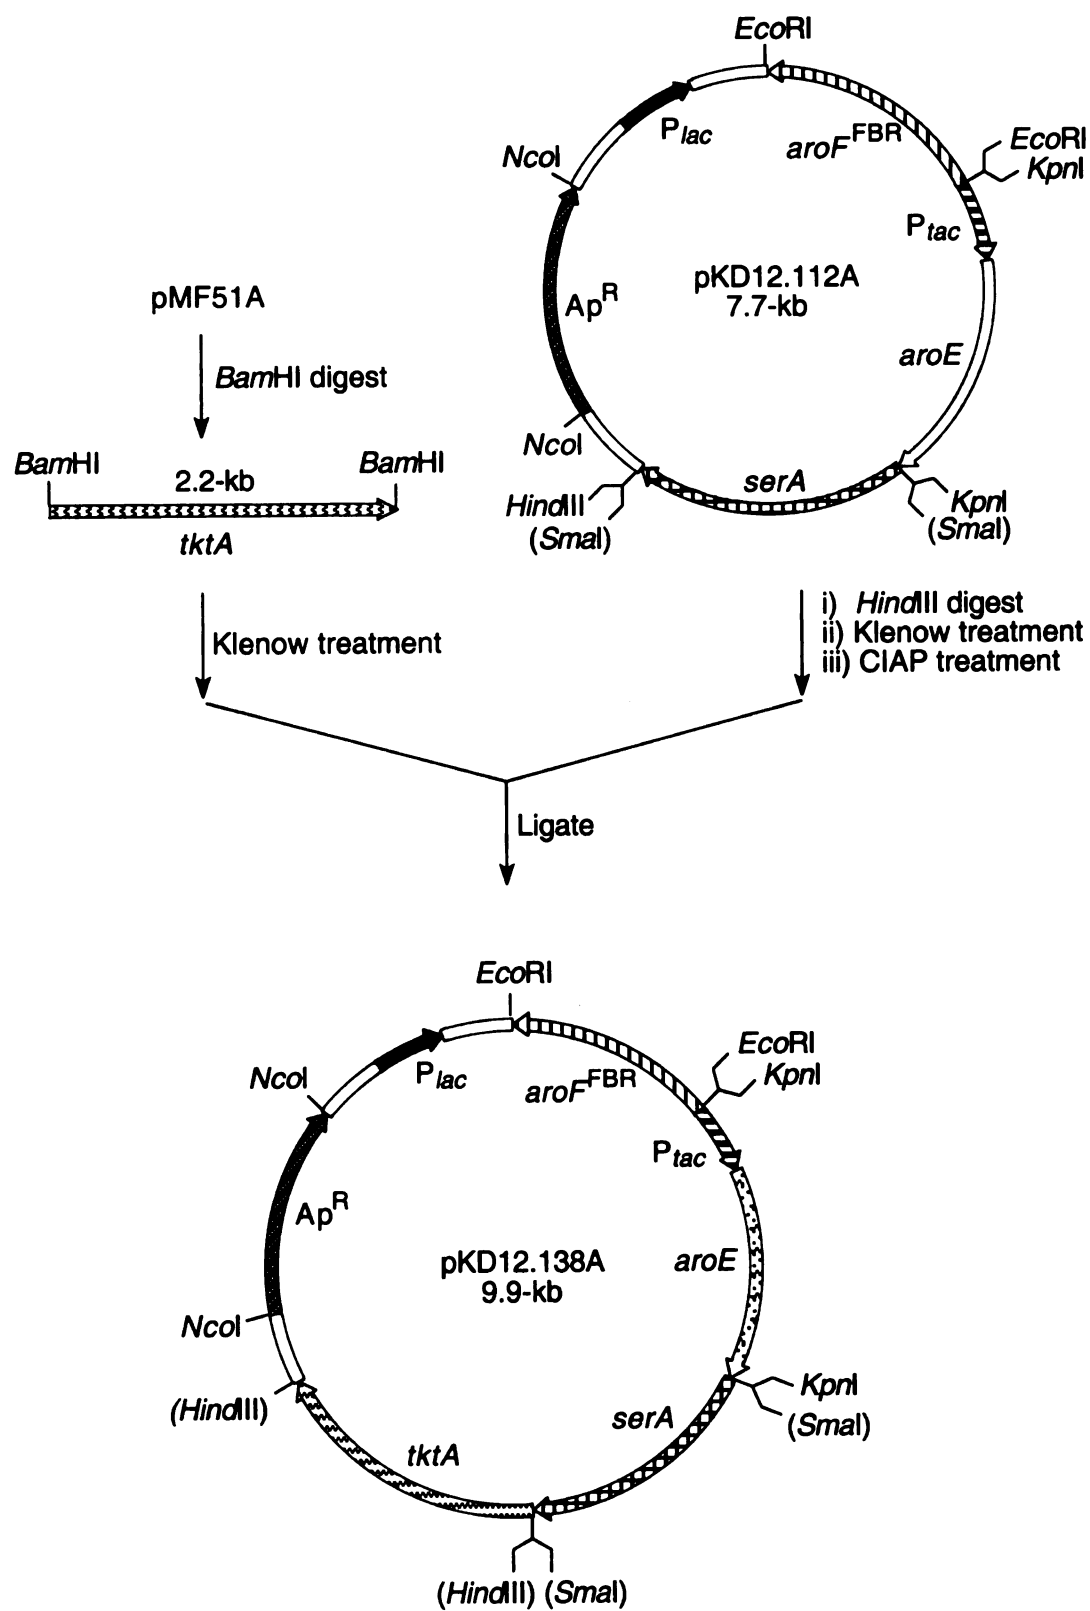 EcoRI
Plac
aroF^FBR
EcoRI
KpnI
NcoI
Ptac
pKD12.112A
7.7-kb
Ap^R
pMF51A
aroE
BamHI digest
NcoI
BamHI
2.2-kb
BamHI
serA
HindIII
(SmaI)
KpnI
(SmaI)
tktA
Klenow treatment
i) HindIII digest
ii) Klenow treatment
iii) CIAP treatment
Ligate
EcoRI
NcoI
Plac
aroF^FBR
EcoRI
KpnI
Ptac
Ap^R
pKD12.138A
9.9-kb
aroE
NcoI
(HindIII)
KpnI
(SmaI)
serA
tktA
(HindIII) (SmaI)